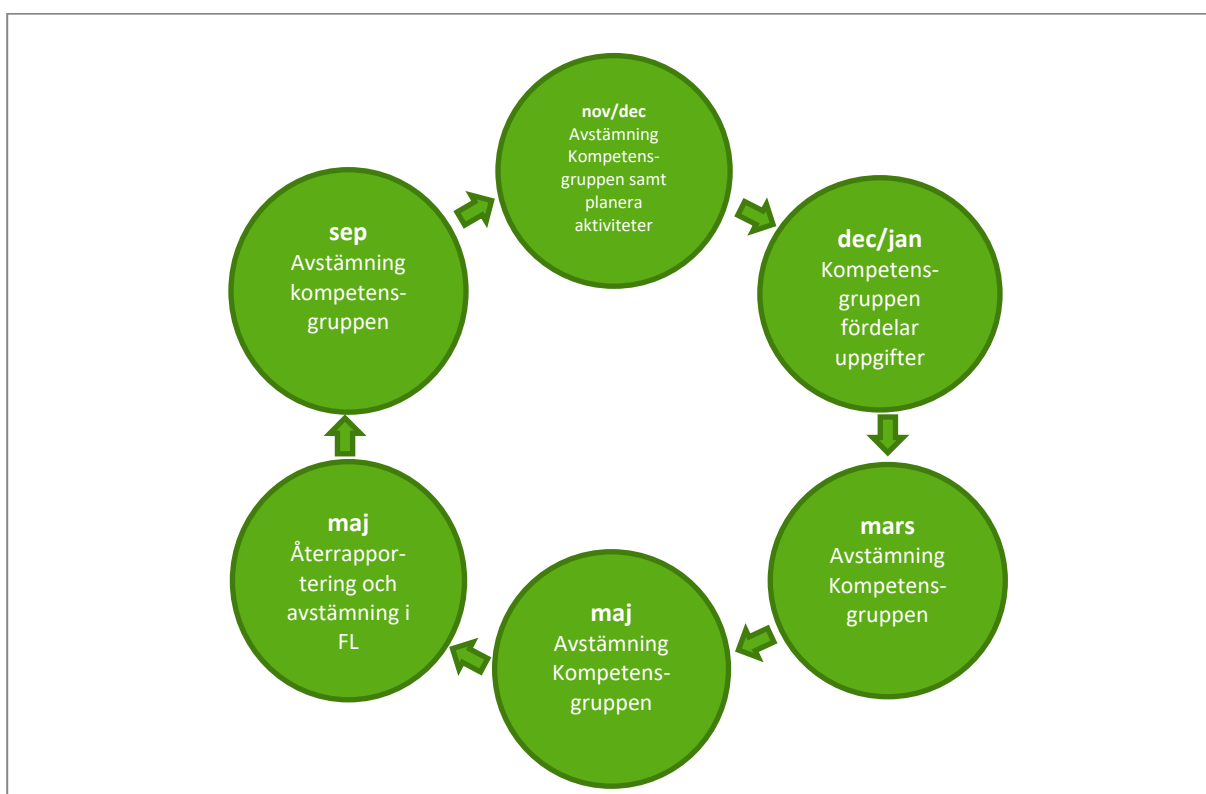 nov/dec
Avstämning
Kompetens-
gruppen samt
planera
aktiviteter
dec/jan
Kompetens-
gruppen
fördelar
uppgifter
mars
Avstämning
Kompetens-
gruppen
maj
Avstämning
Kompetens-
gruppen
maj
Återrappor-
tering och
avstämning i
FL
sep
Avstämning
kompetens-
gruppen